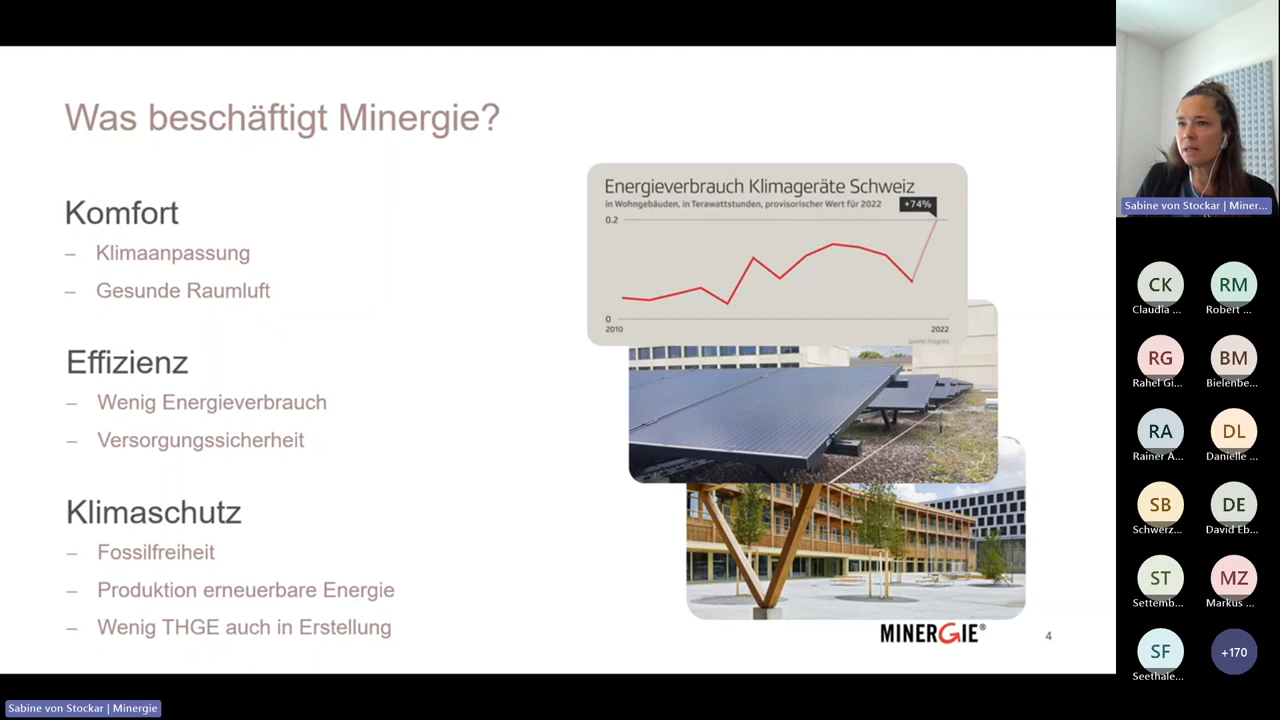 Was beschäftigt Minergie?
Komfort
– Klimaanpassung
– Gesunde Raumluft
Effizienz
– Wenig Energieverbrauch
– Versorgungssicherheit
Klimaschutz
– Fossilfreiheit
– Produktion erneuerbare Energie
– Wenig THGE auch in Erstellung
Energieverbrauch Klimageräte Schweiz
in Wohngebäuden, in Terawattstunden, provisorischer Wert für 2022
+74%
0.2
0
2010
2022
Quelle: Prognos
MINERGIE®
4
Sabine von Stockar | Miner...
CK
Claudia ...
RM
Robert ...
RG
Rahel Gi...
BM
Bielenbe...
RA
Rainer A...
DL
Danielle ...
SB
Schwerz...
DE
David Eb...
ST
Settemb...
MZ
Markus ...
SF
Seethale...
+170
Sabine von Stockar | Minergie